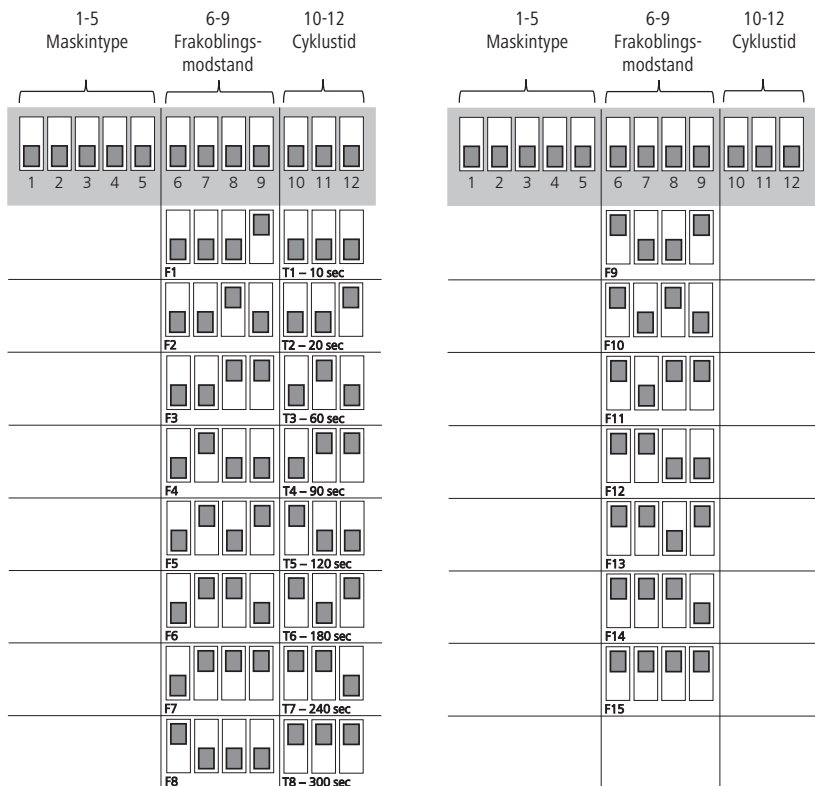 1-5
Maskintype
6-9
Frakoblings-
modstand
10-12
Cyklustid
1 2 3 4 5 6 7 8 9 10 11 12
F1 T1 – 10 sec
F2 T2 – 20 sec
F3 T3 – 60 sec
F4 T4 – 90 sec
F5 T5 – 120 sec
F6 T6 – 180 sec
F7 T7 – 240 sec
F8 T8 – 300 sec
1-5
Maskintype
6-9
Frakoblings-
modstand
10-12
Cyklustid
1 2 3 4 5 6 7 8 9 10 11 12
F9
F10
F11
F12
F13
F14
F15